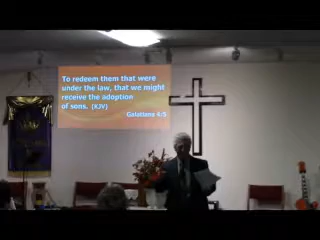 To redeem them that were
under the law, that we might
receive the adoption
of sons. (KJV)
Galatians 4:5